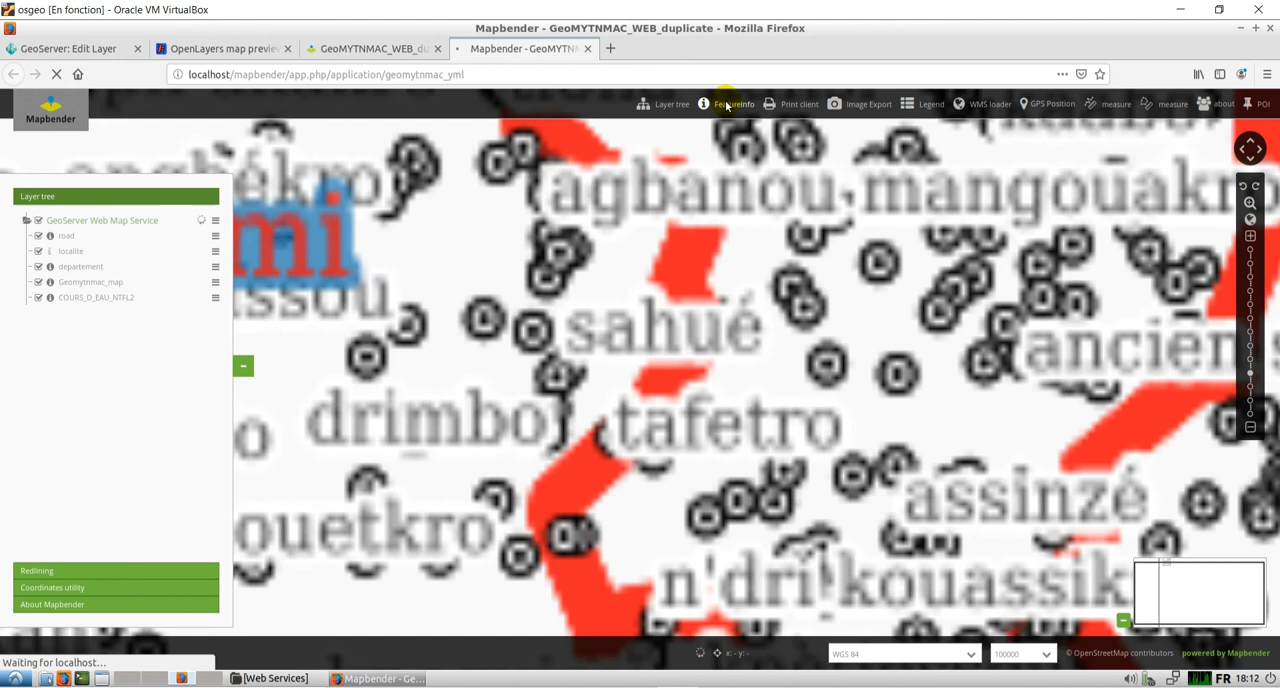 osgeo [En fonction] - Oracle VM VirtualBox
Mapbender - GeoMYTNMAC_WEB_duplicate - Mozilla Firefox
GeoServer: Edit Layer
OpenLayers map preview
GeoMYTNMAC_WEB_du
Mapbender - GeoMYTNM
localhost/mapbender/app.php/application/geomytnmac_yml
Mapbender
Layer tree
FeatureInfo
Print client
Image Export
Legend
WMS loader
GPS Position
measure
measure
about
POI
Layer tree
GeoServer Web Map Service
road
localite
departement
Geomytnmac_map
COURS_D_EAU_NTFL2
Redlining
Coordinates utility
About Mapbender
agbanou
mangouakr
mi
assou
sahué
ancien
drimbo
tafetro
assinzé
ouetkro
n'dri kouassik
x: - y: -
WGS 84
100000
© OpenStreetMap contributors
powered by Mapbender
Waiting for localhost...
[Web Services]
Mapbender - Ge...
FR
18:12